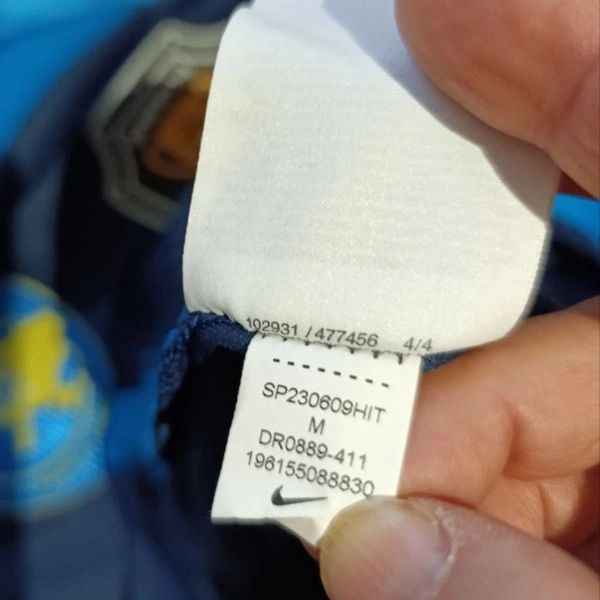 102931 / 477456 4/4
SP230609HIT
M
DR0889-411
196155088830